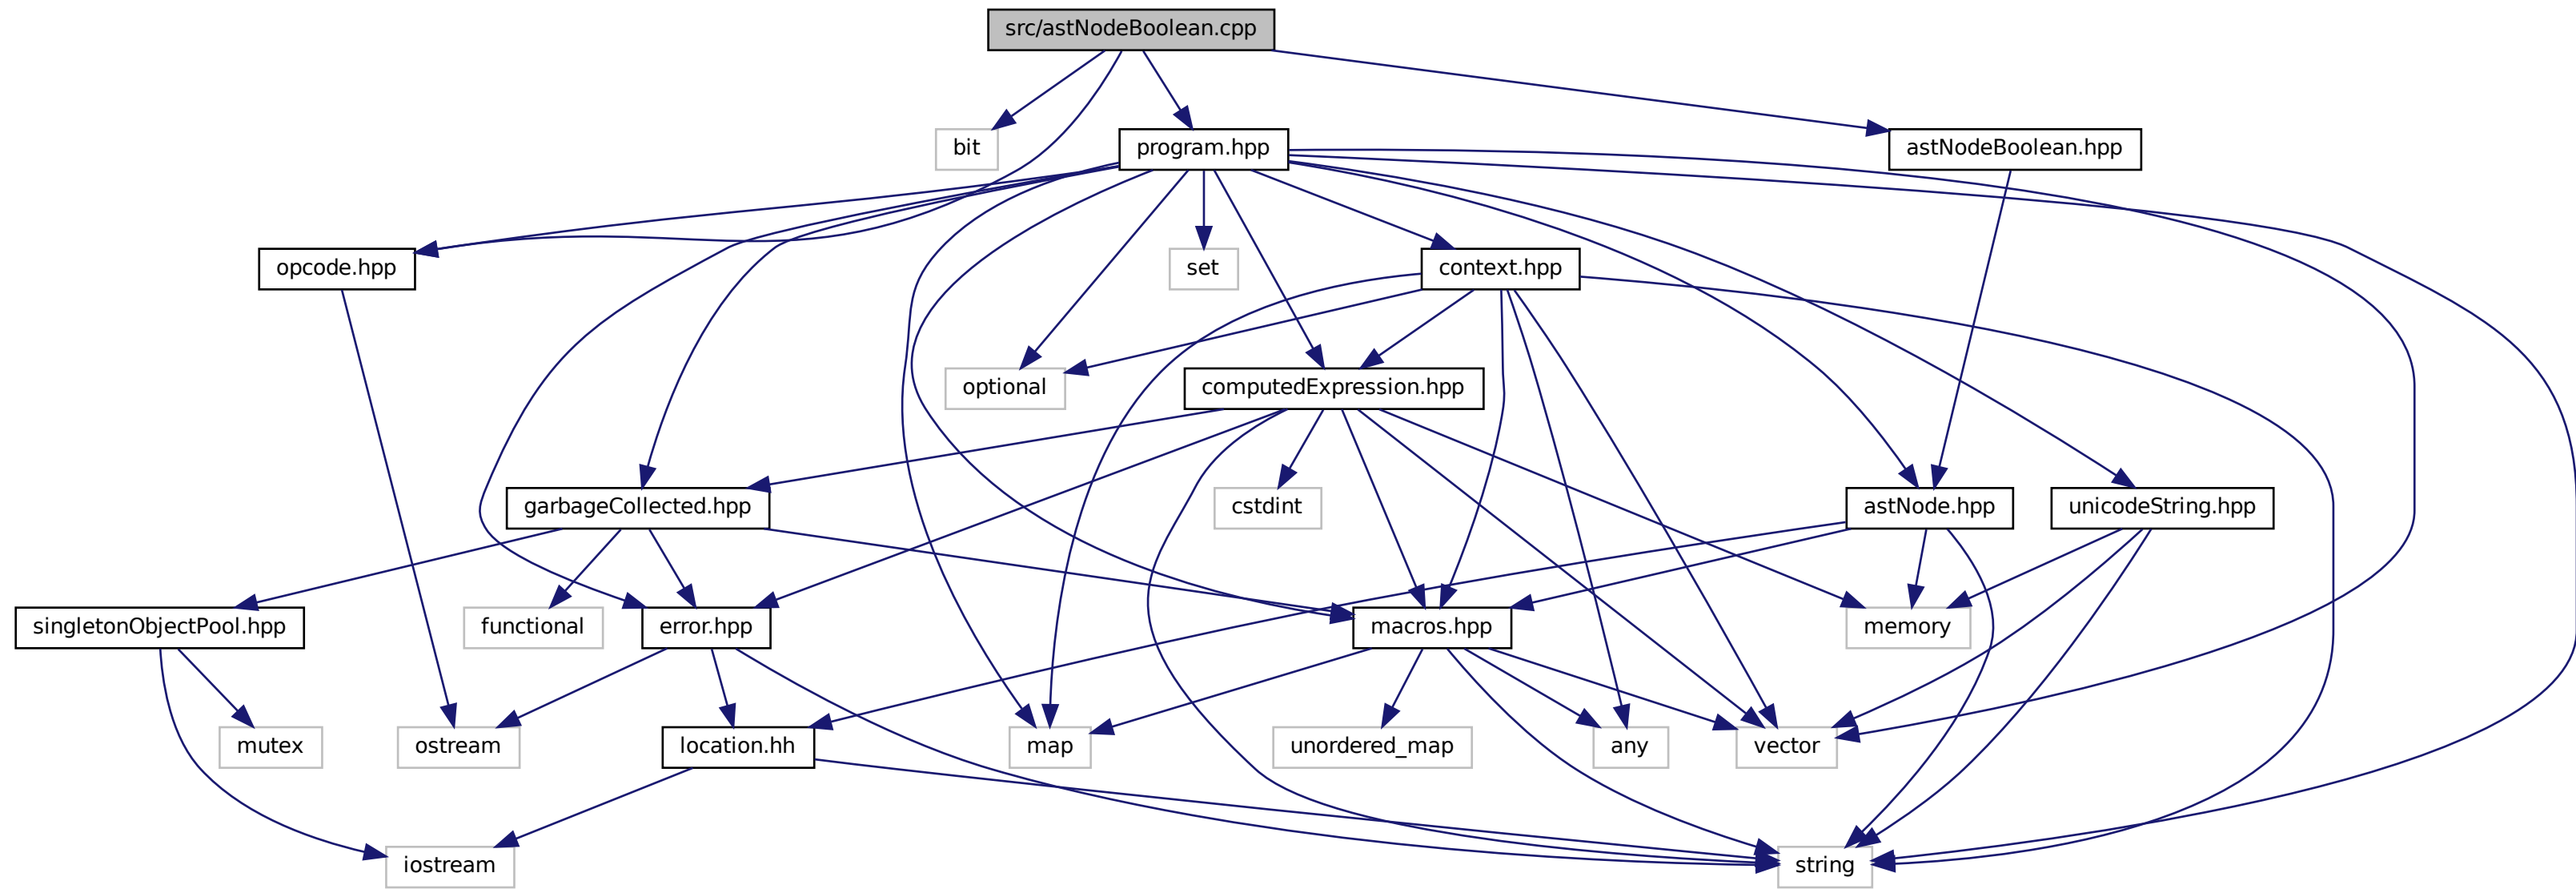 src/astNodeBoolean.cpp
bit
program.hpp
astNodeBoolean.hpp
opcode.hpp
set
context.hpp
optional
computedExpression.hpp
garbageCollected.hpp
cstdint
astNode.hpp
unicodeString.hpp
singletonObjectPool.hpp
functional
error.hpp
macros.hpp
memory
mutex
ostream
location.hh
map
unordered_map
any
vector
iostream
string